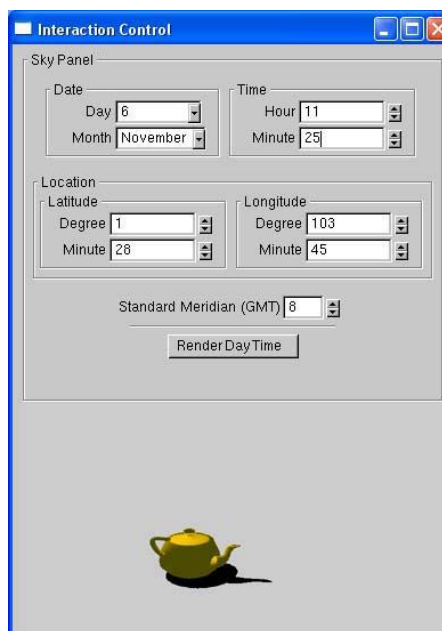 Interaction Control
Sky Panel
Date
Day 6
Month November
Time
Hour 11
Minute 25
Location
Latitude
Degree 1
Minute 28
Longitude
Degree 103
Minute 45
Standard Meridian (GMT) 8
Render Day Time